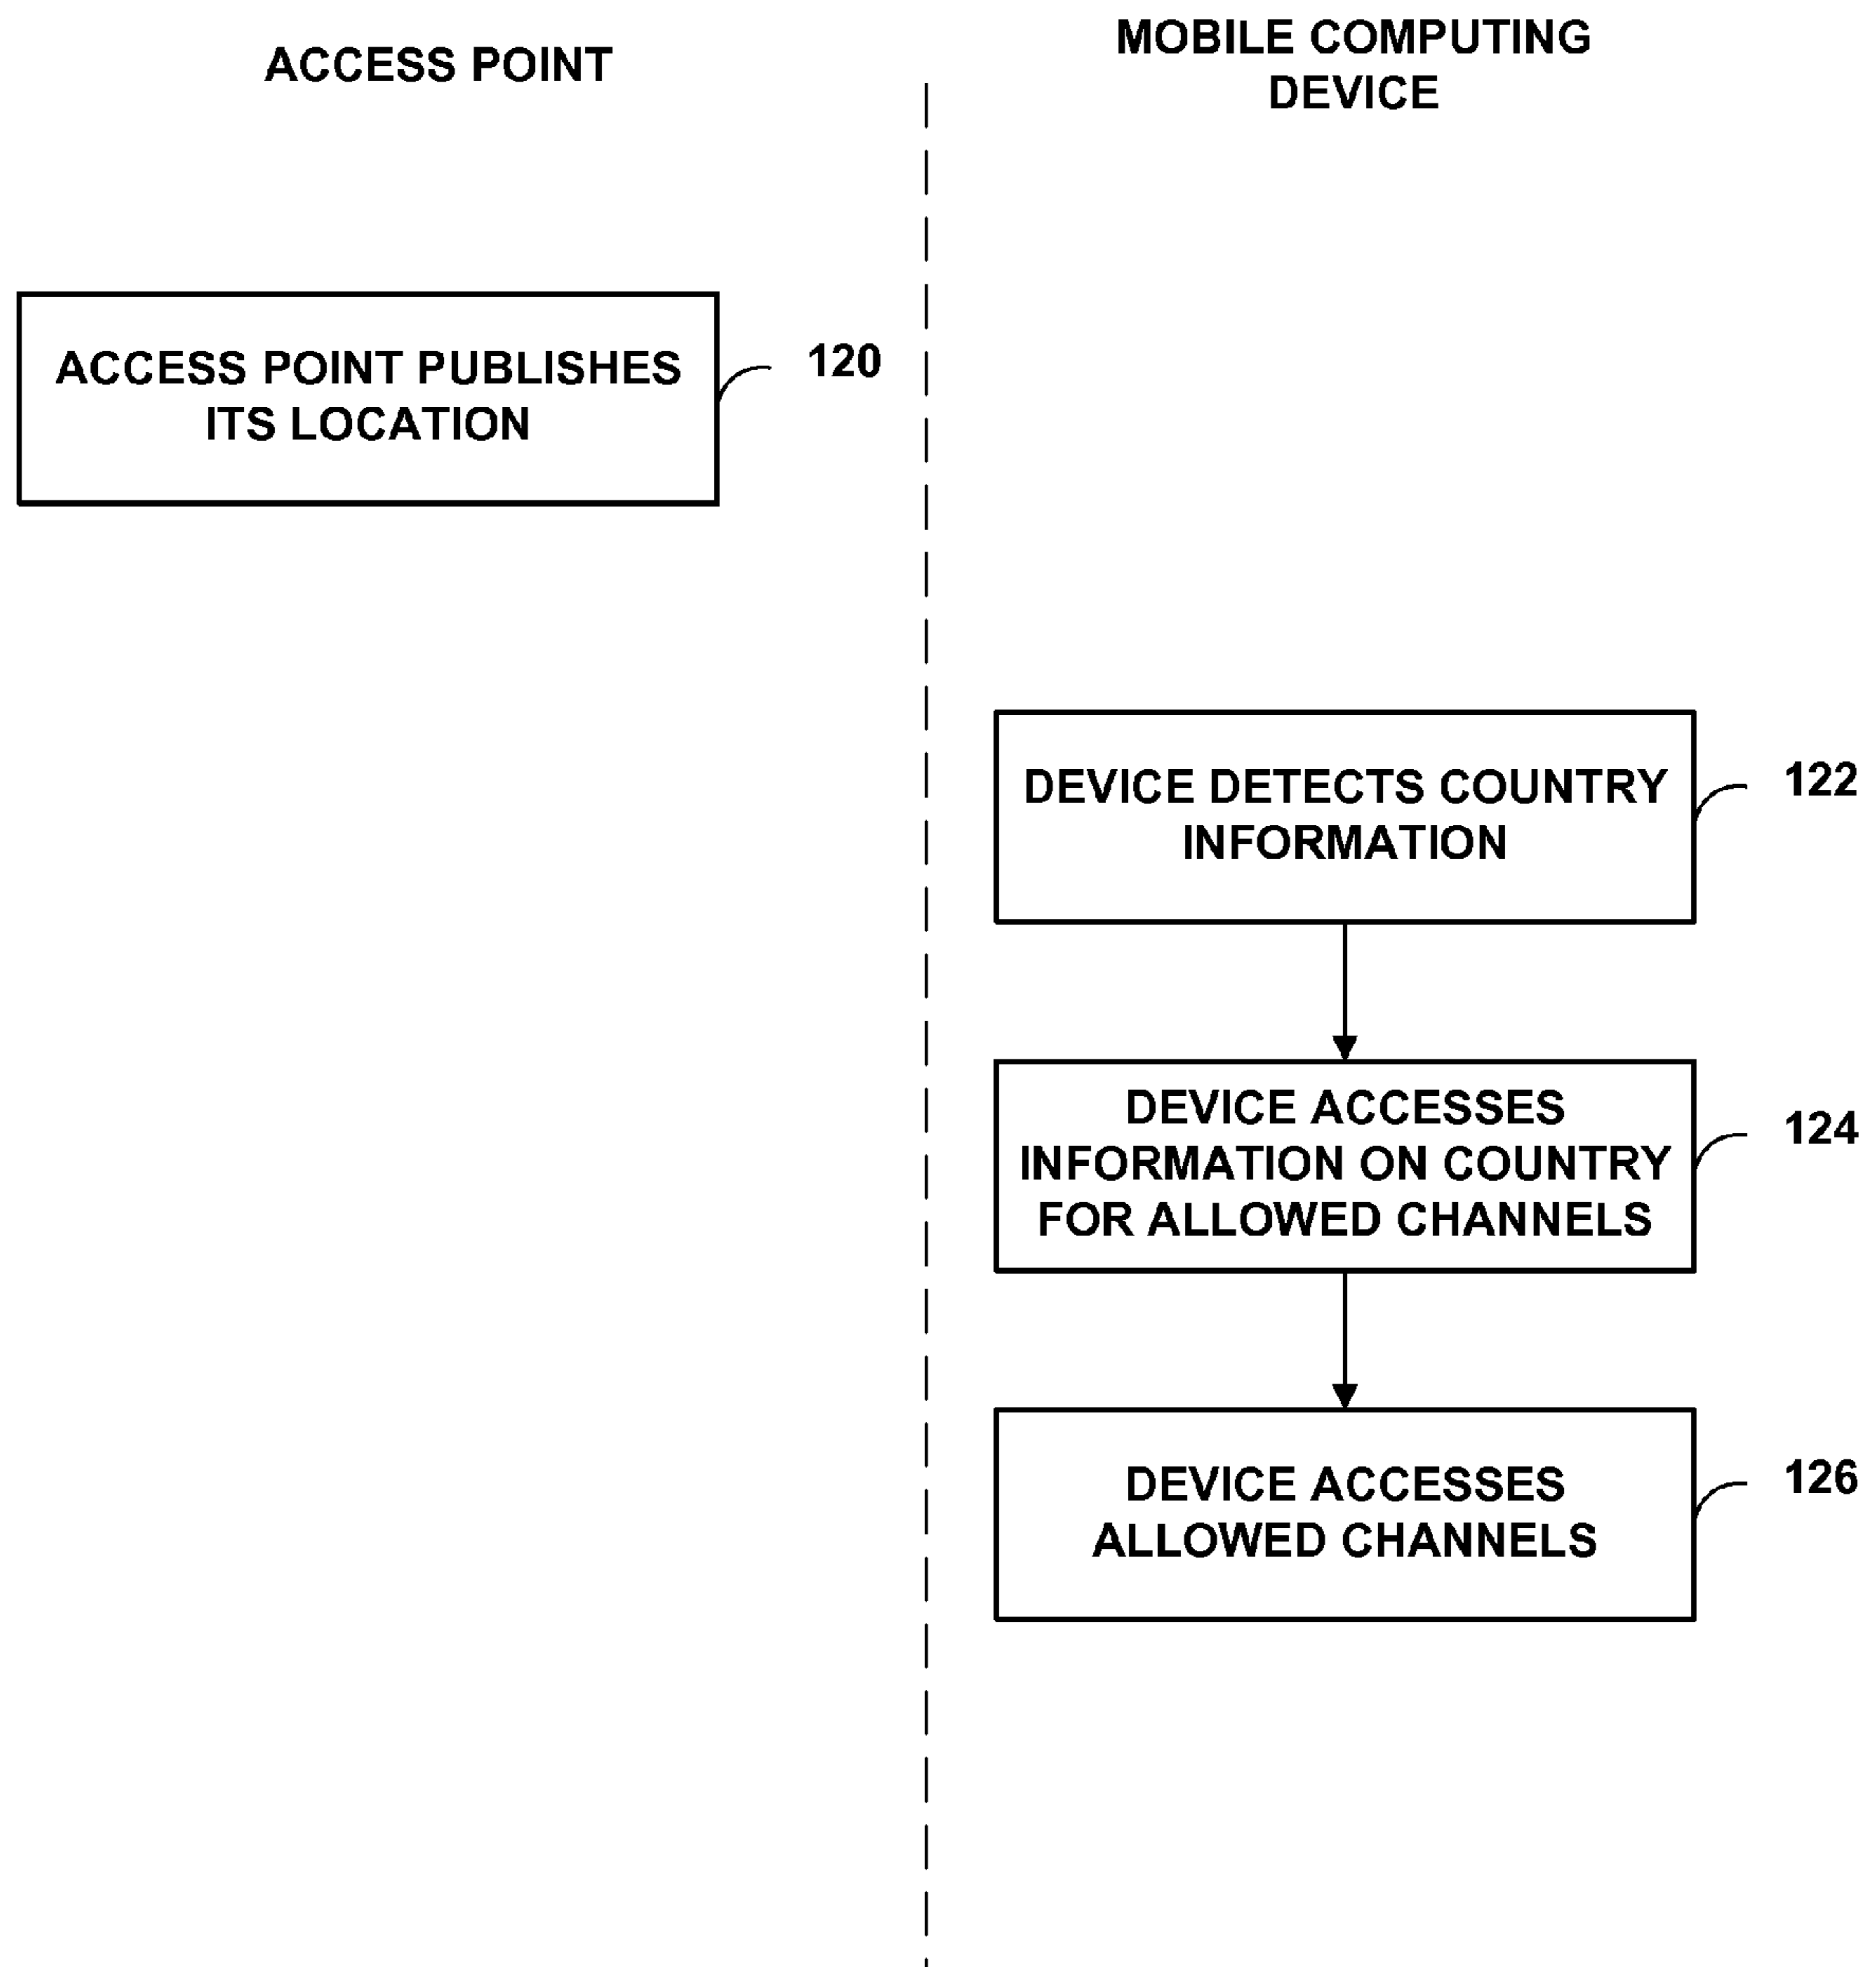 ACCESS POINT
MOBILE COMPUTING
DEVICE
ACCESS POINT PUBLISHES
ITS LOCATION
120
DEVICE DETECTS COUNTRY
INFORMATION
122
DEVICE ACCESSES
INFORMATION ON COUNTRY
FOR ALLOWED CHANNELS
124
DEVICE ACCESSES
ALLOWED CHANNELS
126